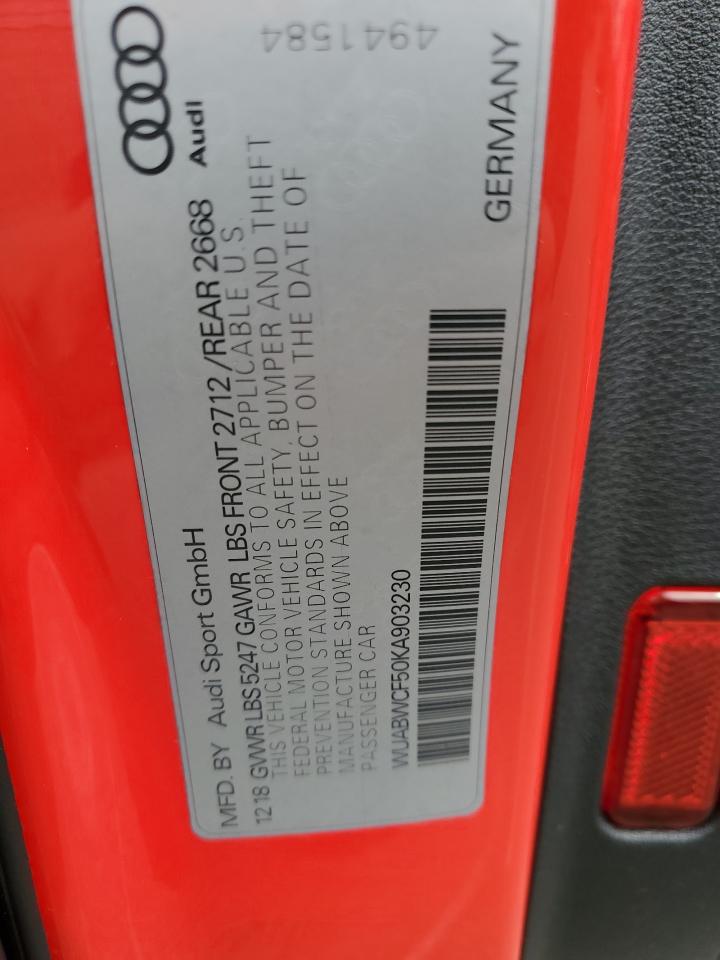 4941584
Audi
GERMANY
MFD. BY Audi Sport GmbH
12 18 GVWR LBS 5247 GAWR LBS FRONT 2712 /REAR 2668
THIS VEHICLE CONFORMS TO ALL APPLICABLE U.S.
FEDERAL MOTOR VEHICLE SAFETY, BUMPER AND THEFT
PREVENTION STANDARDS IN EFFECT ON THE DATE OF
MANUFACTURE SHOWN ABOVE
PASSENGER CAR
WUABWCF50KA903230